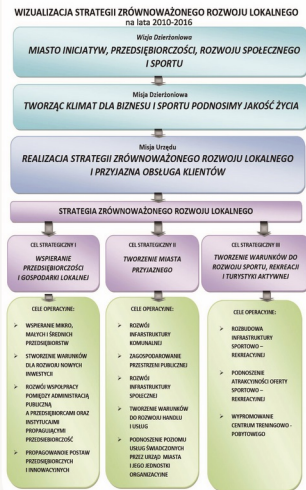 WIZUALIZACJA STRATEGII ZRÓWNOWAŻONEGO ROZWOJU LOKALNEGO
na lata 2010-2016
Wizja Dzierżoniowa
MIASTO INICJATYW, PRZEDSIĘBIORCZOŚCI, ROZWOJU SPOŁECZNEGO
I SPORTU
Misja Dzierżoniowa
TWORZĄC KLIMAT DLA BIZNESU I SPORTU PODNOSIMY JAKOŚĆ ŻYCIA
Misja Urzędu
REALIZACJA STRATEGII ZRÓWNOWAŻONEGO ROZWOJU LOKALNEGO
I PRZYJAZNA OBSŁUGA KLIENTÓW
STRATEGIA ZRÓWNOWAŻONEGO ROZWOJU LOKALNEGO
CEL STRATEGICZNY I
WSPIERANIE
PRZEDSIĘBIORCZOŚCI
I GOSPODARKI LOKALNEJ
CELE OPERACYJNE:
WSPIERANIE MIKRO,
MAŁYCH I ŚREDNICH
PRZEDSIĘBIORSTW
STWORZENIE WARUNKÓW
DLA ROZWOJU NOWYCH
INWESTYCJI
ROZWÓJ WSPÓŁPRACY
POMIĘDZY ADMINISTRACJĄ
PUBLICZNĄ
A PRZEDSIĘBIORCAMI ORAZ
INSTYTUCJAMI
PROPAGUJĄCYMI
PRZEDSIĘBIORCZOŚĆ
PROPAGOWANIE POSTAW
PRZEDSIĘBIORCZYCH
I INNOWACYJNYCH
CEL STRATEGICZNY II
TWORZENIE MIASTA
PRZYJAZNEGO
CELE OPERACYJNE:
ROZWÓJ
INFRASTRUKTURY
KOMUNALNEJ
ZAGOSPODAROWANIE
PRZESTRZENI PUBLICZNEJ
ROZWÓJ
INFRASTRUKTURY
SPOŁECZNEJ
TWORZENIE WARUNKÓW
DO ROZWOJU HANDLU
I USŁUG
PODNOSZENIE POZIOMU
USŁUG ŚWIADCZONYCH
PRZEZ URZĄD MIASTA
I JEGO JEDNOSTKI
ORGANIZACYJNE
CEL STRATEGICZNY III
TWORZENIE WARUNKÓW DO
ROZWOJU SPORTU, REKREACJI
I TURYSTYKI AKTYWNEJ
CELE OPERACYJNE:
ROZBUDOWA
INFRASTRUKTURY
SPORTOWO –
REKREACYJNEJ
PODNOSZENIE
ATRAKCYJNOŚCI OFERTY
SPORTOWO –
REKREACYJNEJ
WYPROMOWANIE
CENTRUM TRENINGOWO –
POBYTOWEGO